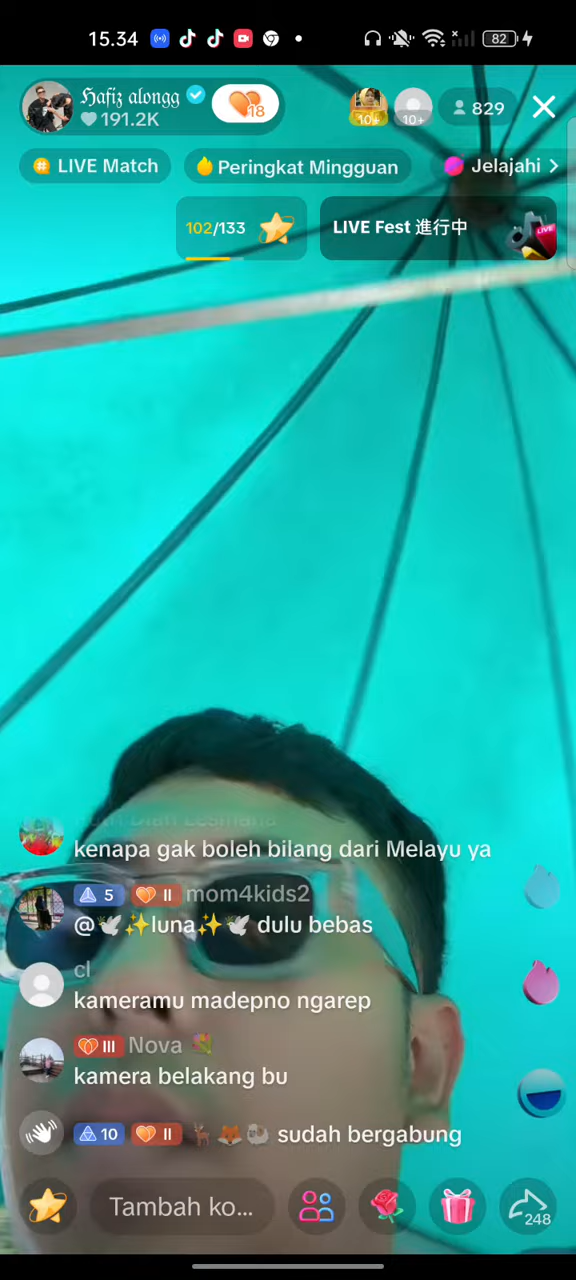 15.34
82
Hafiz alongg
191.2K
18
10+
10+
829
LIVE Match
Peringkat Mingguan
Jelajahi
102/133
LIVE Fest 進行中
LIVE
kenapa gak boleh bilang dari Melayu ya
5 II mom4kids2
@🕊✨luna✨🕊 dulu bebas
cl
kameramu madepno ngarep
III Nova 💐
kamera belakang bu
10 II 🦌🦊🐑 sudah bergabung
Tambah ko...
248